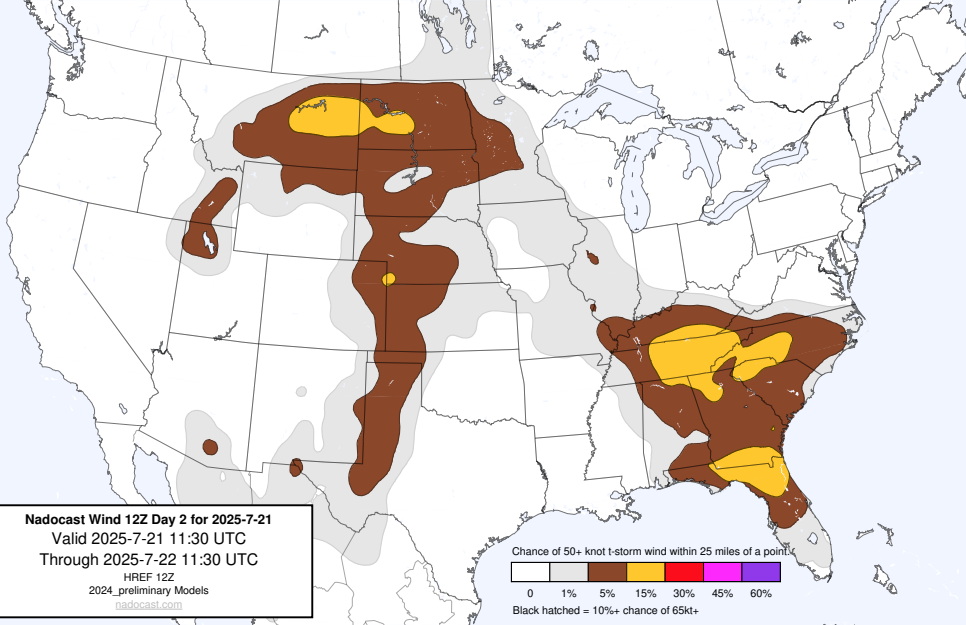 Nadocast Wind 12Z Day 2 for 2025-7-21
Valid 2025-7-21 11:30 UTC
Through 2025-7-22 11:30 UTC
HREF 12Z
2024_preliminary Models
nadocast.com
Chance of 50+ knot t-storm wind within 25 miles of a point.
0 1% 5% 15% 30% 45% 60%
Black hatched = 10%+ chance of 65kt+